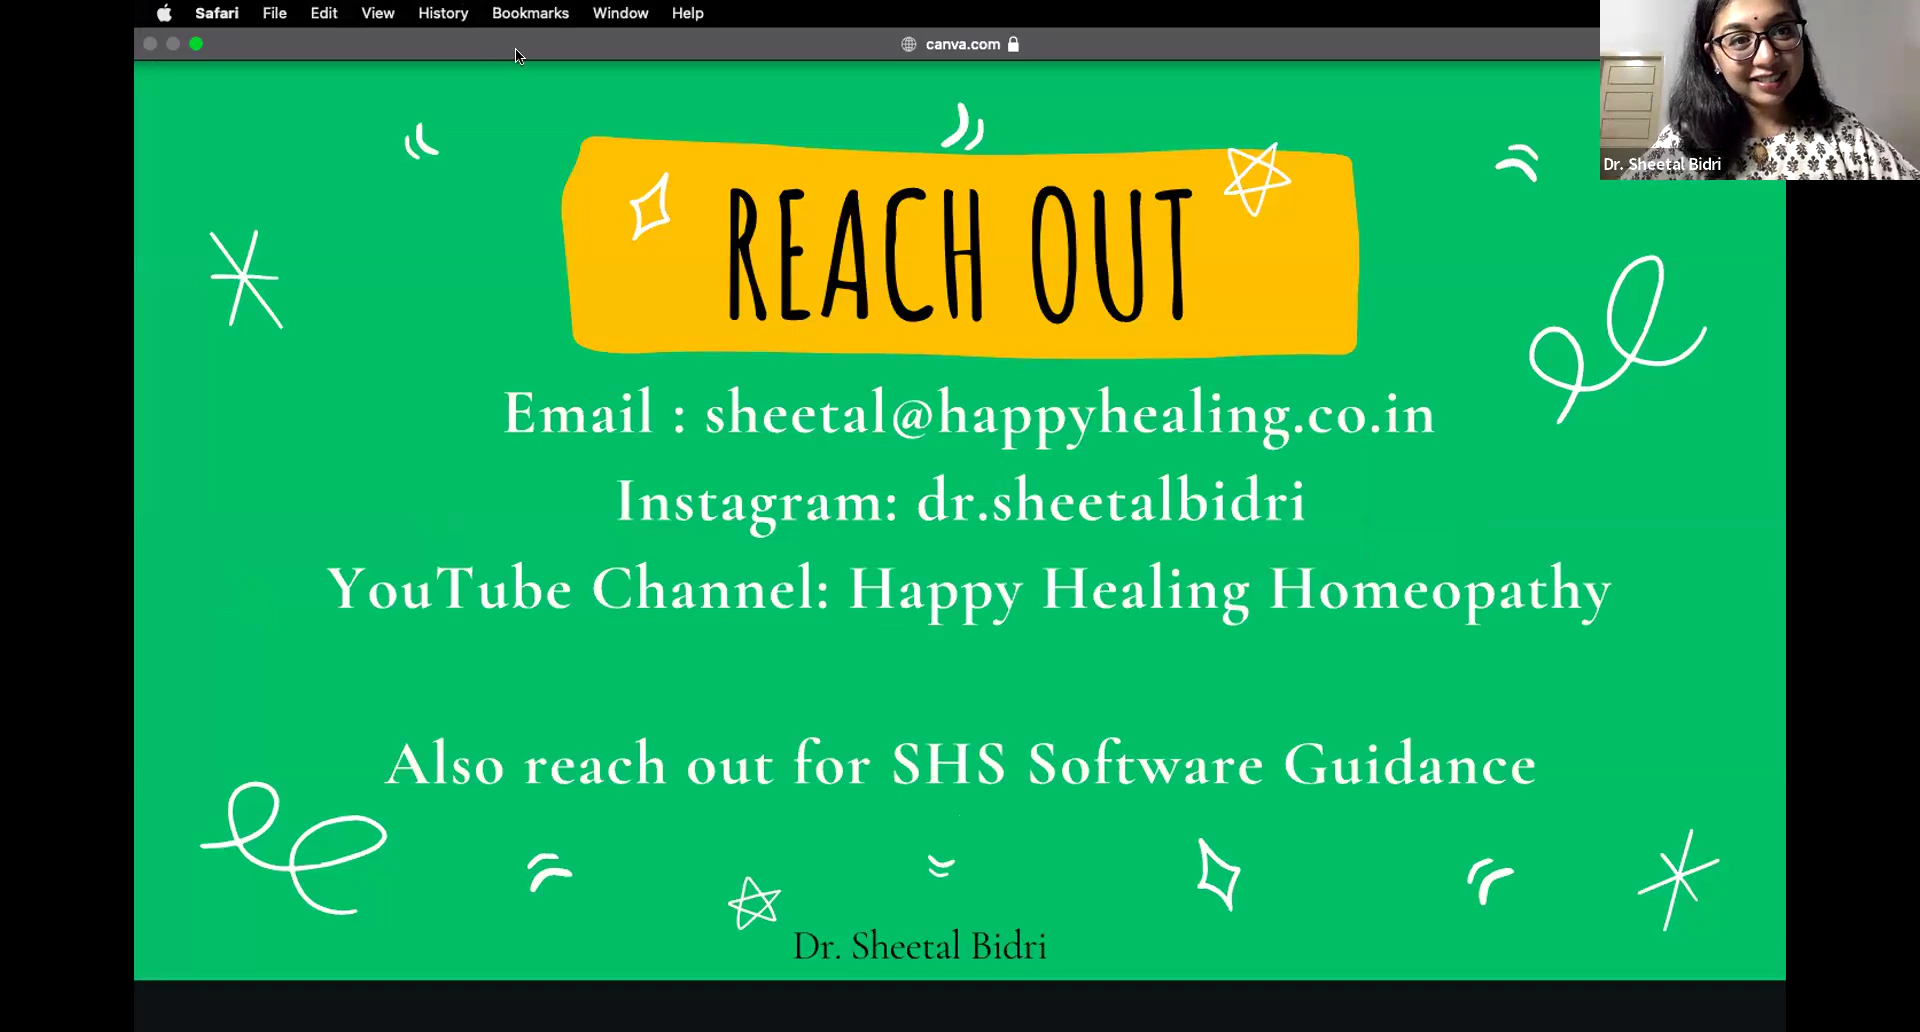 Safari File Edit View History Bookmarks Window Help
canva.com
Dr. Sheetal Bidri
REACH OUT
Email : sheetal@happyhealing.co.in
Instagram: dr.sheetalbidri
YouTube Channel: Happy Healing Homeopathy
Also reach out for SHS Software Guidance
Dr. Sheetal Bidri